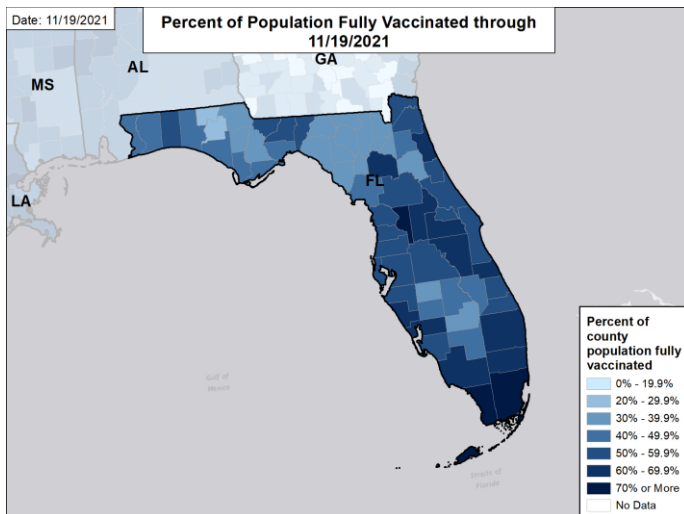 Date: 11/19/2021
Percent of Population Fully Vaccinated through
11/19/2021
MS
AL
GA
LA
FL
Gulf of
Mexico
Straits of
Florida
Percent of
county
population fully
vaccinated
0% - 19.9%
20% - 29.9%
30% - 39.9%
40% - 49.9%
50% - 59.9%
60% - 69.9%
70% or More
No Data